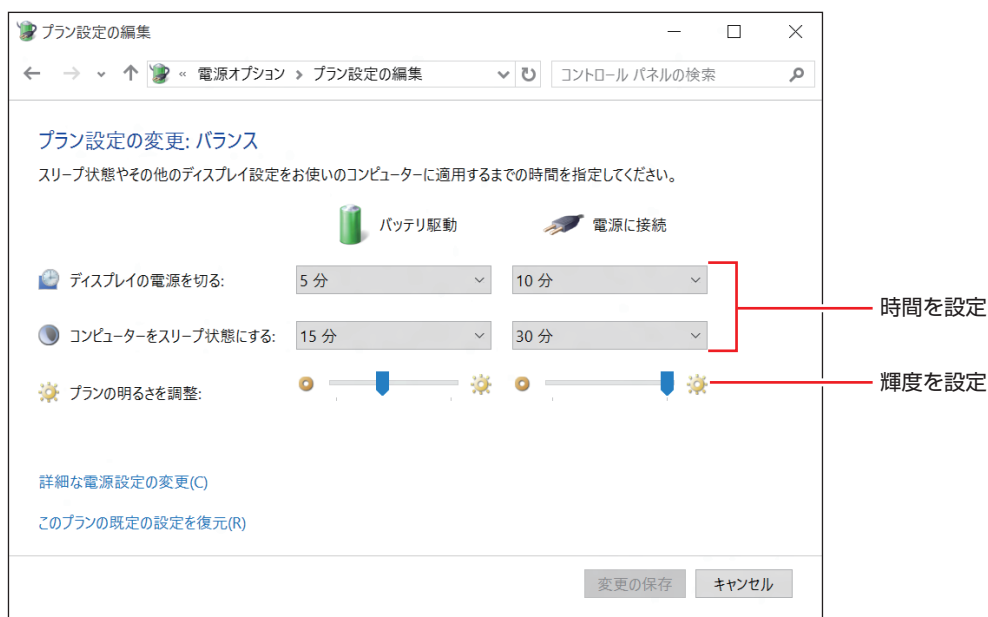 プラン設定の編集
« 電源オプション > プラン設定の編集
コントロール パネルの検索
プラン設定の変更: バランス
スリープ状態やその他のディスプレイ設定をお使いのコンピューターに適用するまでの時間を指定してください。
バッテリ駆動 電源に接続
ディスプレイの電源を切る: 5 分 10 分
時間を設定
コンピューターをスリープ状態にする: 15 分 30 分
プランの明るさを調整:
輝度を設定
詳細な電源設定の変更(C)
このプランの既定の設定を復元(R)
変更の保存 キャンセル